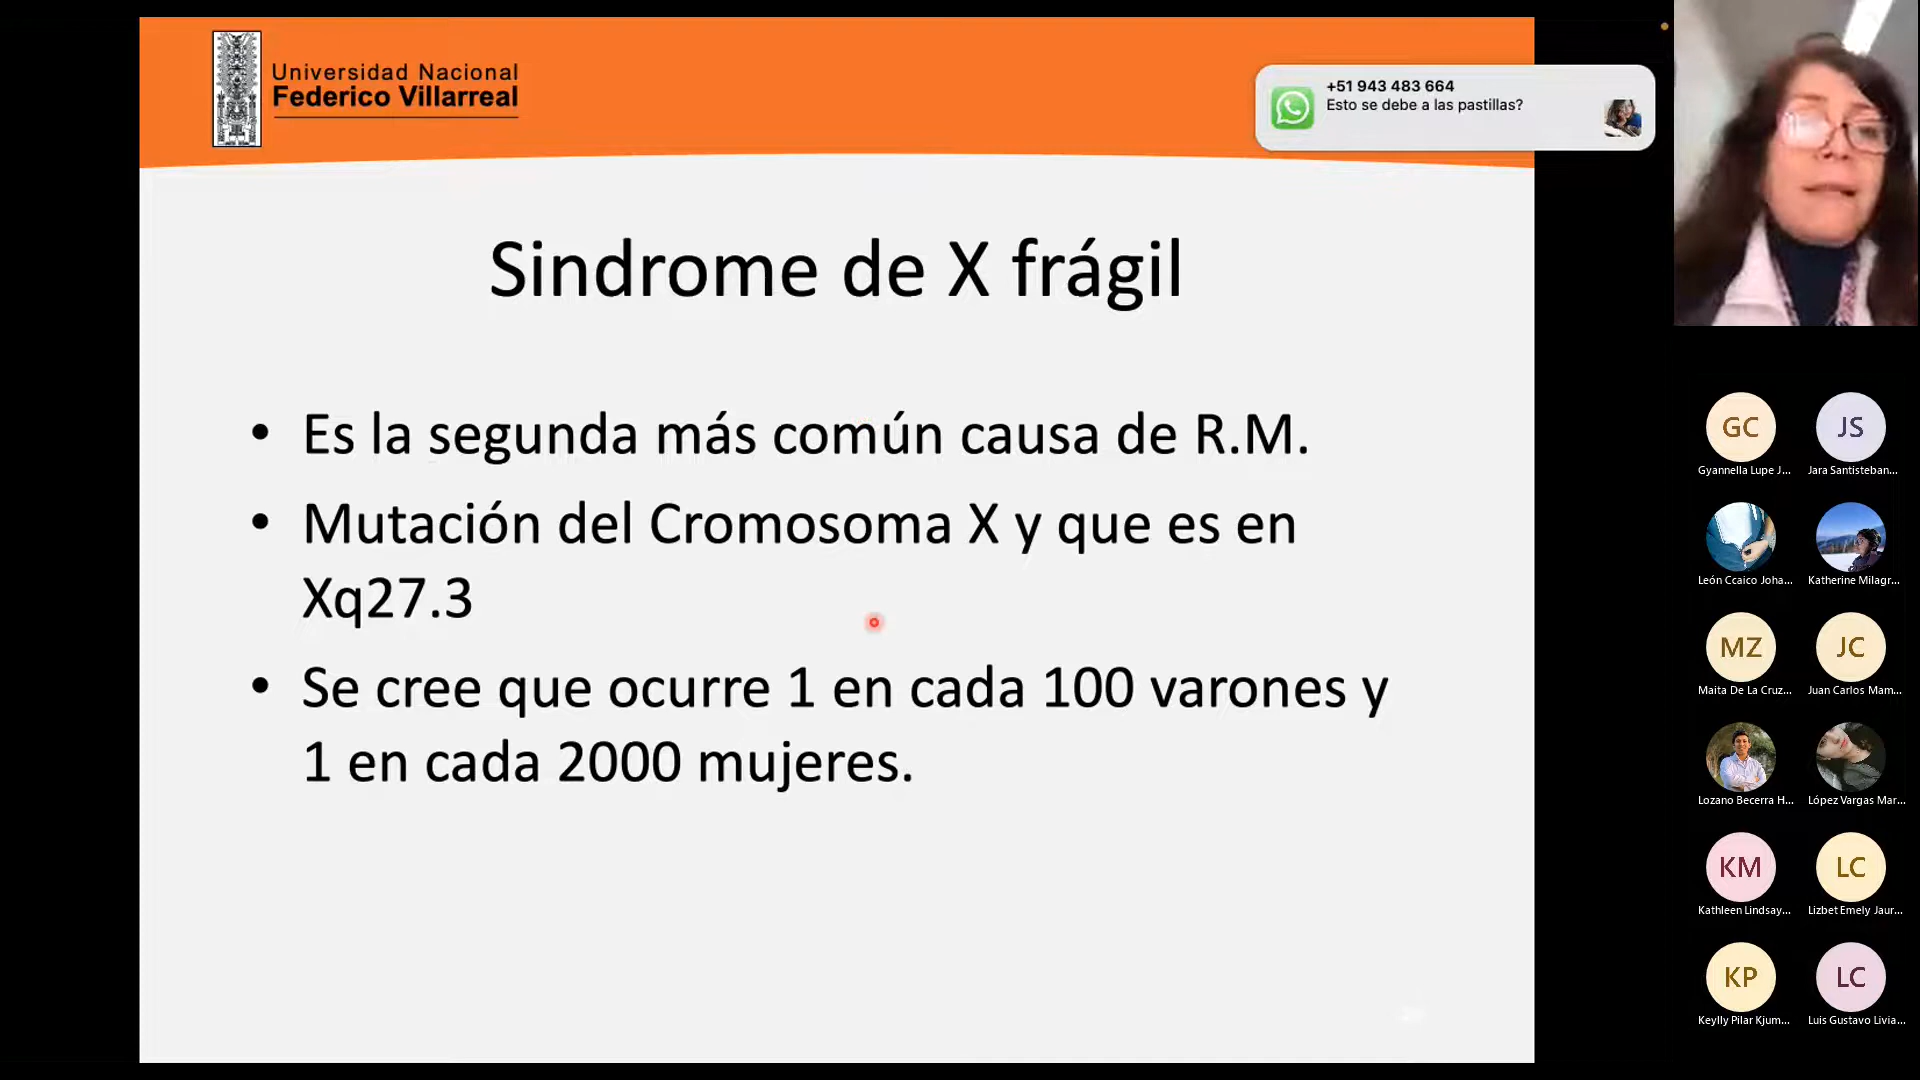 Universidad Nacional
Federico Villarreal
+51 943 483 664
Esto se debe a las pastillas?
Sindrome de X frágil
• Es la segunda más común causa de R.M.
• Mutación del Cromosoma X y que es en
Xq27.3
• Se cree que ocurre 1 en cada 100 varones y
1 en cada 2000 mujeres.
GC
JS
Gyannella Lupe J...
Jara Santisteban...
León Ccaico Joha...
Katherine Milagr...
MZ
JC
Maita De La Cruz...
Juan Carlos Mam...
Lozano Becerra H...
López Vargas Mar...
KM
LC
Kathleen Lindsay...
Lizbet Emely Jaur...
KP
LC
Keylly Pilar Kjum...
Luis Gustavo Livia...